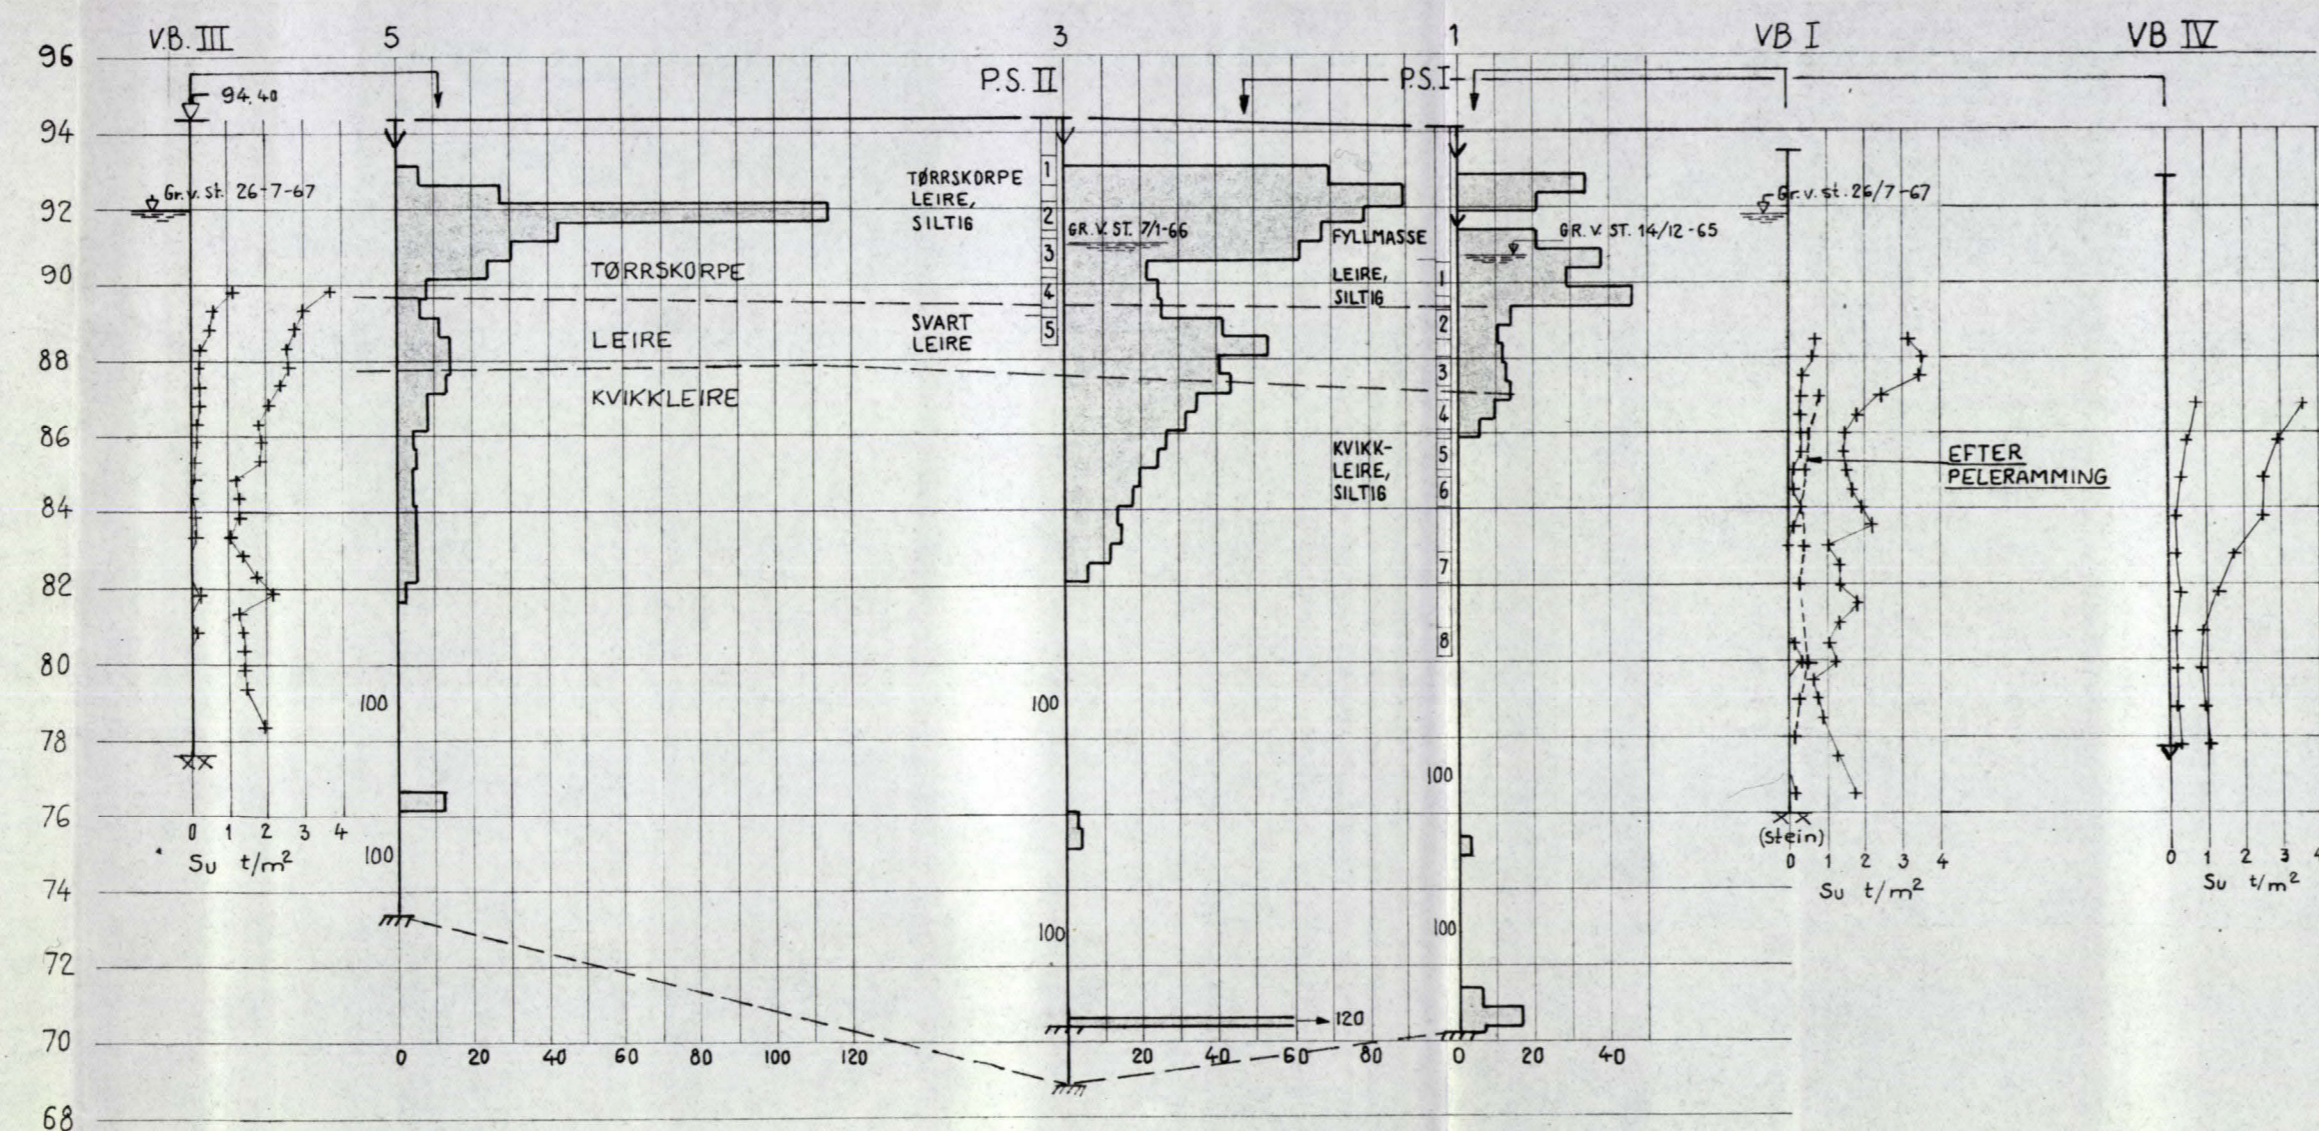 V.B. III
5
3
1
VB I
VB IV
P.S. II
P.S.I
96
94
92
90
88
86
84
82
80
78
76
74
72
70
68
94.40
Gr.v.st. 26-7-67
TØRRSKORPE
LEIRE
KVIKKLEIRE
TØRRSKORPE
LEIRE,
SILTIG
SVART
LEIRE
1
2
3
4
5
GR.V.ST. 7/1-66
FYLLMASSE
LEIRE,
SILTIG
KVIKK-
LEIRE,
SILTIG
1
2
3
4
5
6
7
8
GR.V.ST. 14/12-65
Gr.v.st. 26/7-67
EFTER
PELERAMMING
100
100
100
100
100
100
120
0 1 2 3 4
Su t/m²
(stein)
0 1 2 3 4
Su t/m²
0 1 2 3 4
Su t/m²
0 20 40 60 80 100 120
20 40 60 80
0 20 40